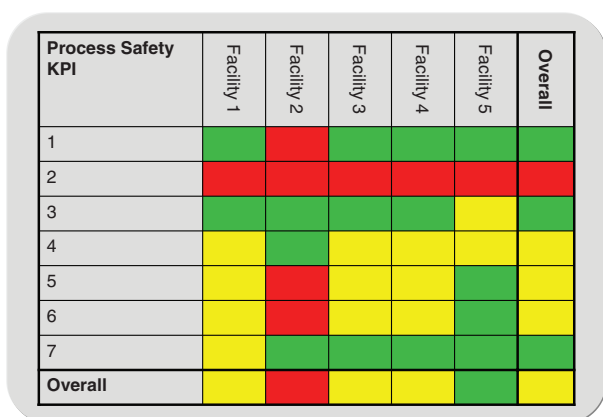 Process Safety
KPI
Facility 1
Facility 2
Facility 3
Facility 4
Facility 5
Overall
1
2
3
4
5
6
7
Overall